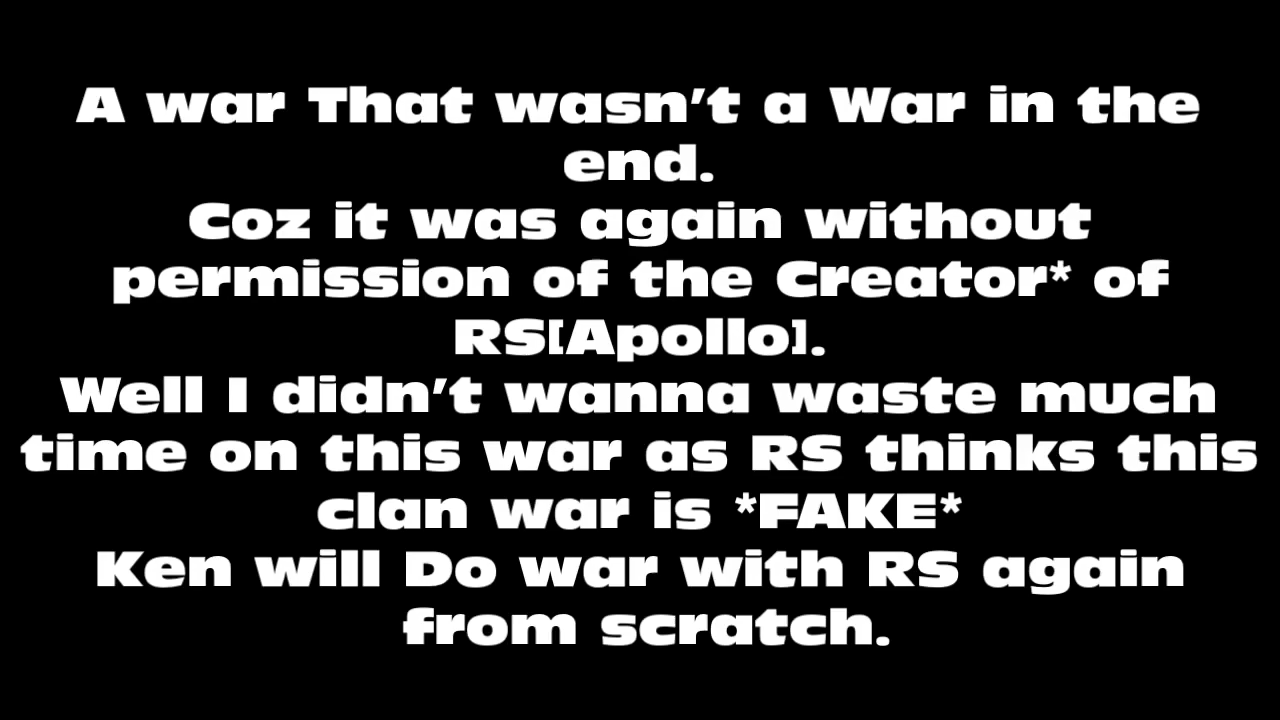 A war That wasn't a War in the
end.
Coz it was again without
permission of the Creator* of
RS[Apollo].
Well I didn't wanna waste much
time on this war as RS thinks this
clan war is *FAKE*
Ken will Do war with RS again
from scratch.